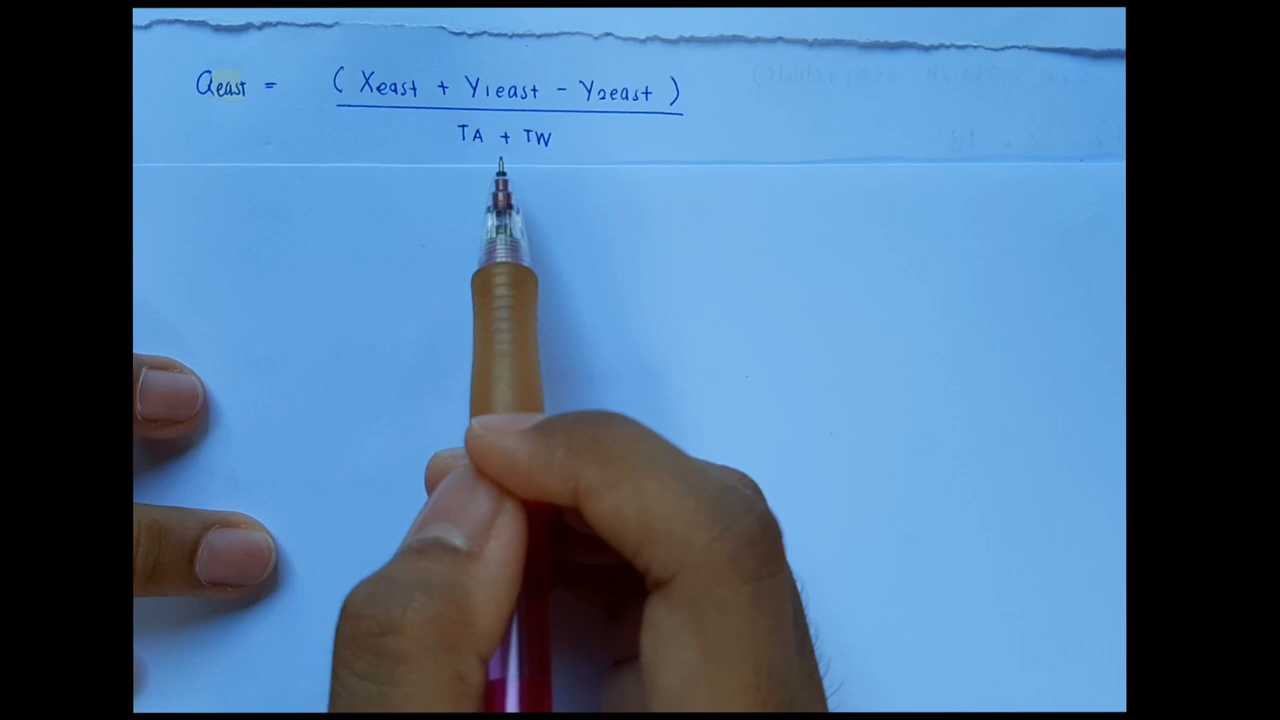 Qeast = ( Xeast + Y1east - Y2east )
TA + TW